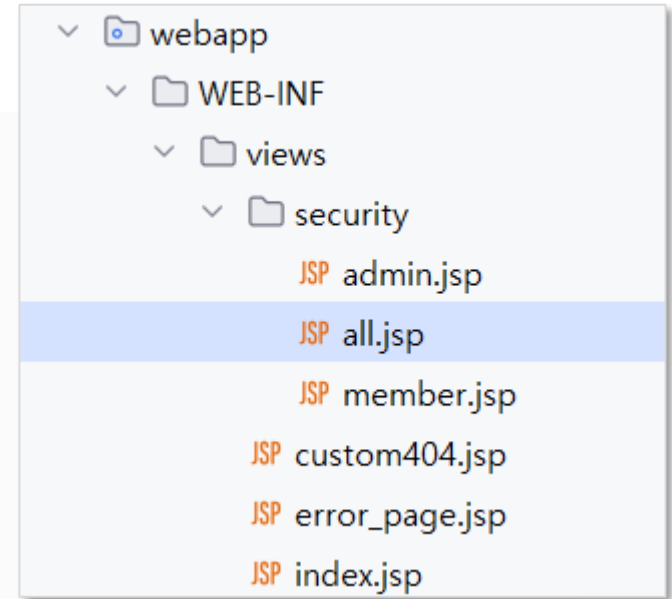 webapp
WEB-INF
views
security
JSP admin.jsp
JSP all.jsp
JSP member.jsp
JSP custom404.jsp
JSP error_page.jsp
JSP index.jsp